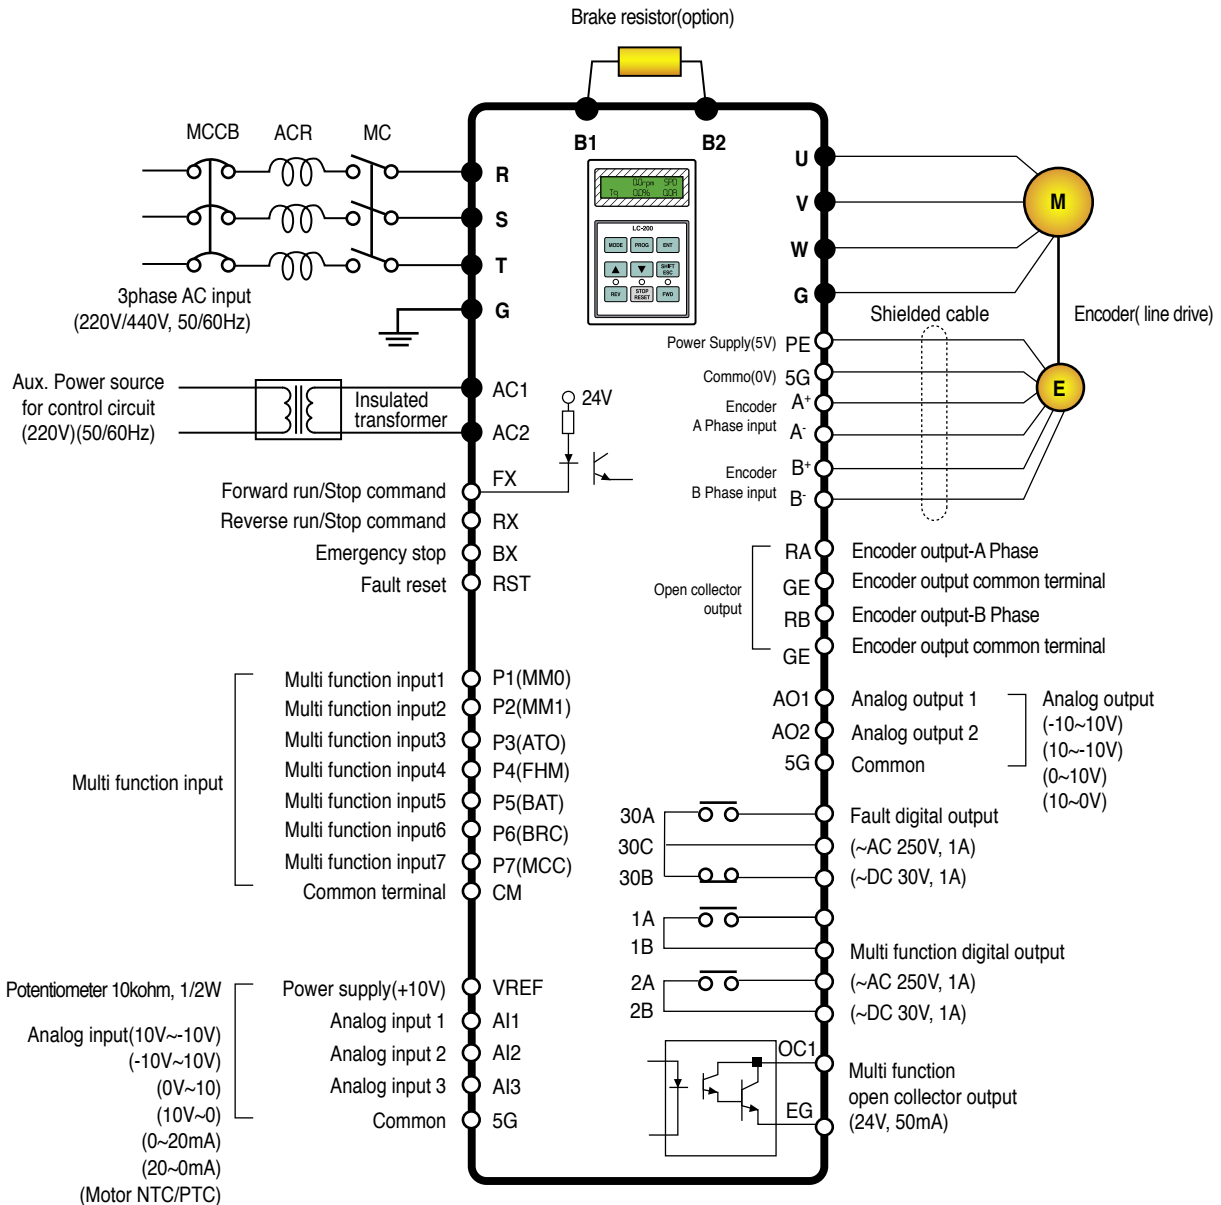 Brake resistor(option)
B1
B2
MCCB
ACR
MC
R
S
T
G
3phase AC input
(220V/440V, 50/60Hz)
Aux. Power source
for control circuit
(220V)(50/60Hz)
Insulated
transformer
AC1
AC2
24V
Forward run/Stop command
FX
Reverse run/Stop command
RX
Emergency stop
BX
Fault reset
RST
Multi function input
Multi function input1
P1(MM0)
Multi function input2
P2(MM1)
Multi function input3
P3(ATO)
Multi function input4
P4(FHM)
Multi function input5
P5(BAT)
Multi function input6
P6(BRC)
Multi function input7
P7(MCC)
Common terminal
CM
Potentiometer 10kohm, 1/2W
Analog input(10V~-10V)
(-10V~10V)
(0V~10)
(10V~0)
(0~20mA)
(20~0mA)
(Motor NTC/PTC)
Power supply(+10V)
VREF
Analog input 1
AI1
Analog input 2
AI2
Analog input 3
AI3
Common
5G
0.0rpm SPD
Tq 0.0% 0.0A
LC-200
MODE
PROG
ENT
SHIFT
ESC
REV
STOP
RESET
FWD
U
V
W
G
M
Shielded cable
Encoder( line drive)
E
Power Supply(5V)
PE
Commo(0V)
5G
Encoder
A Phase input
A+
A-
Encoder
B Phase input
B+
B-
Open collector
output
RA
Encoder output-A Phase
GE
Encoder output common terminal
RB
Encoder output-B Phase
GE
Encoder output common terminal
AO1
Analog output 1
AO2
Analog output 2
5G
Common
Analog output
(-10~10V)
(10~-10V)
(0~10V)
(10~0V)
30A
30C
30B
Fault digital output
(~AC 250V, 1A)
(~DC 30V, 1A)
1A
1B
2A
2B
Multi function digital output
(~AC 250V, 1A)
(~DC 30V, 1A)
OC1
EG
Multi function
open collector output
(24V, 50mA)